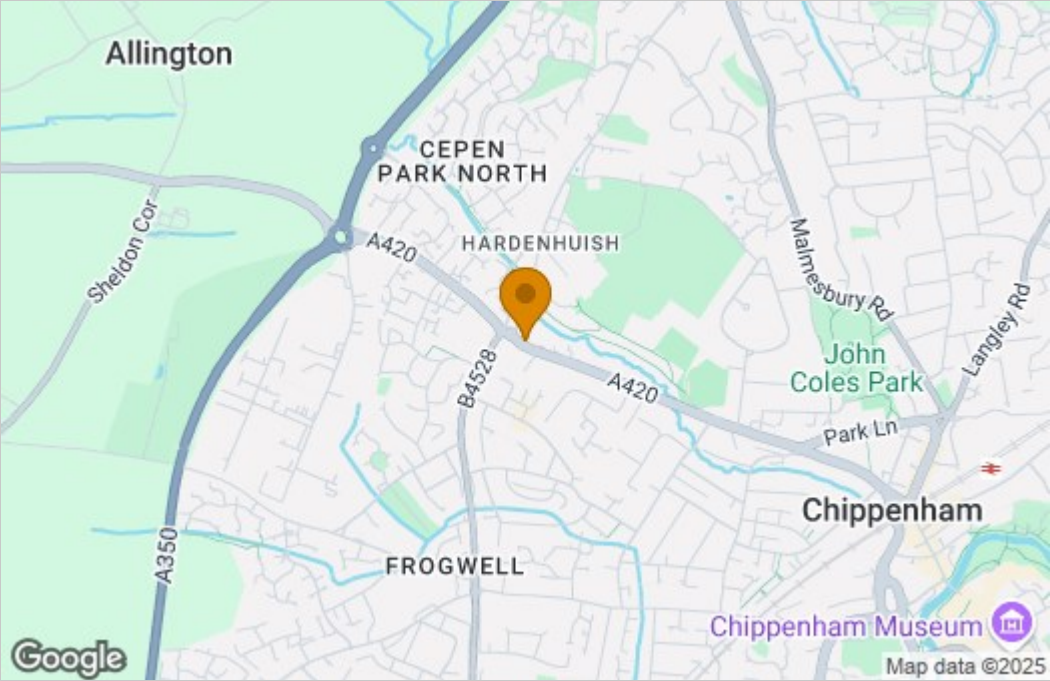 Allington
CEPEN
PARK NORTH
Sheldon Cor
A420
HARDENHUISH
Malmesbury Rd
Langley Rd
B4528
A420
John
Coles Park
Park Ln
Chippenham
A350
FROGWELL
Chippenham Museum
Google
Map data ©2025